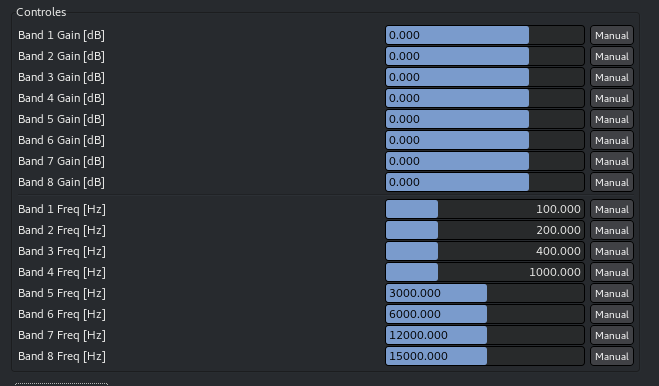 Controles
Band 1 Gain [dB] 0.000 Manual
Band 2 Gain [dB] 0.000 Manual
Band 3 Gain [dB] 0.000 Manual
Band 4 Gain [dB] 0.000 Manual
Band 5 Gain [dB] 0.000 Manual
Band 6 Gain [dB] 0.000 Manual
Band 7 Gain [dB] 0.000 Manual
Band 8 Gain [dB] 0.000 Manual
Band 1 Freq [Hz] 100.000 Manual
Band 2 Freq [Hz] 200.000 Manual
Band 3 Freq [Hz] 400.000 Manual
Band 4 Freq [Hz] 1000.000 Manual
Band 5 Freq [Hz] 3000.000 Manual
Band 6 Freq [Hz] 6000.000 Manual
Band 7 Freq [Hz] 12000.000 Manual
Band 8 Freq [Hz] 15000.000 Manual